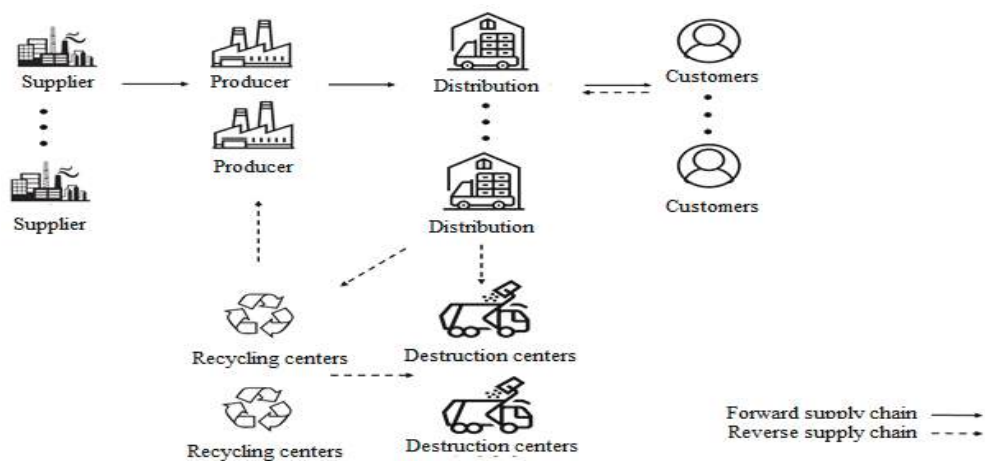 Supplier
Producer
Distribution
Customers
Producer
Supplier
Distribution
Customers
Recycling centers
Destruction centers
Recycling centers
Destruction centers
Forward supply chain
Reverse supply chain